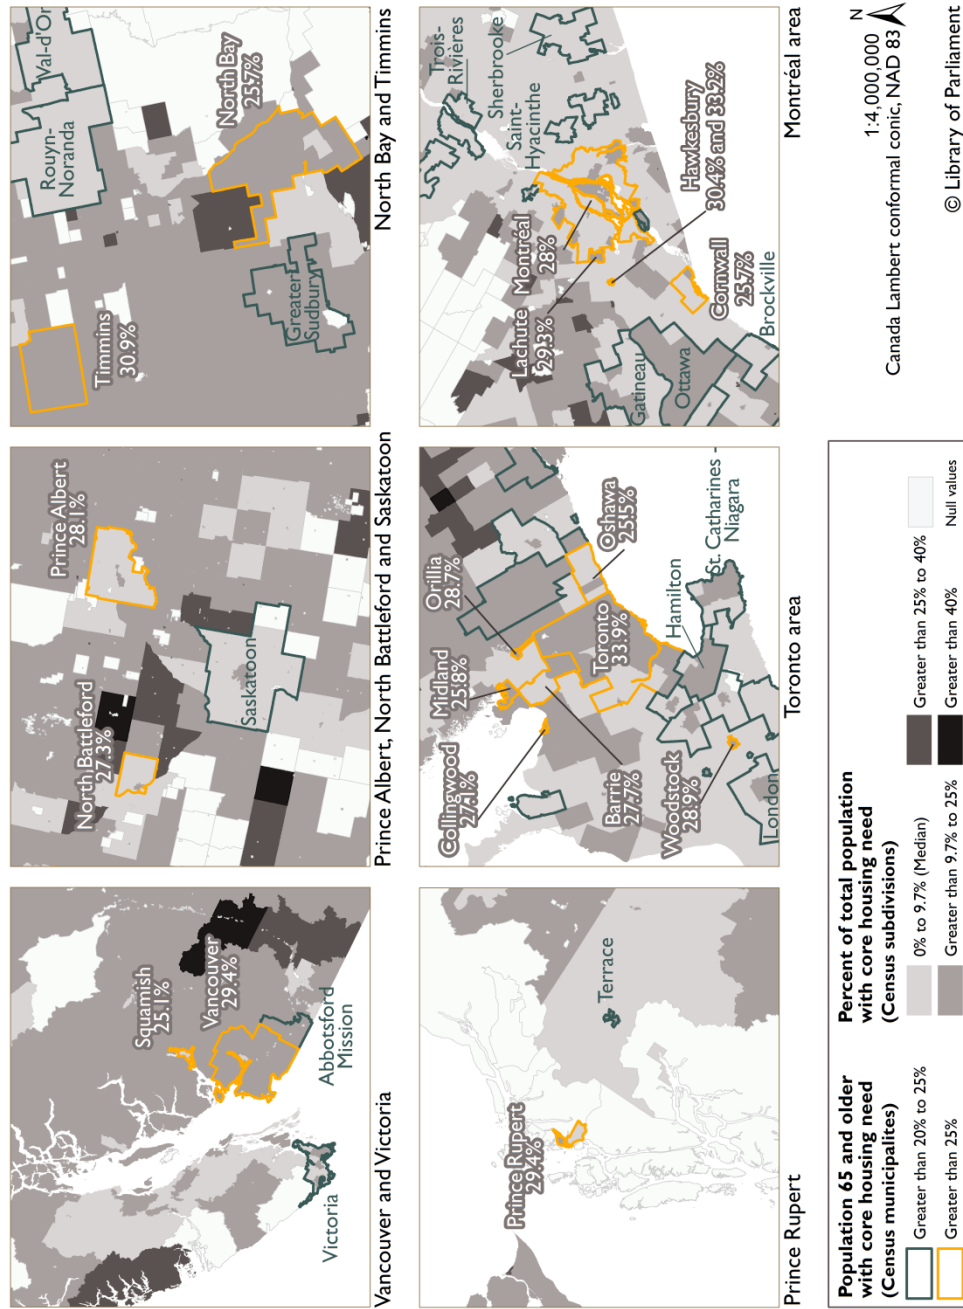 Squamish
25.1%
Vancouver
29.4%
Victoria
Abbotsford
Mission
Vancouver and Victoria
Prince Albert
28.1%
North Battleford
27.3%
Saskatoon
Prince Albert, North Battleford and Saskatoon
Val-d'Or
Rouyn-
Noranda
Timmins
30.9%
North Bay
25.7%
Greater
Sudbury
North Bay and Timmins
Prince Rupert
29.4%
Terrace
Prince Rupert
Collingwood
27.1%
Midland
25.8%
Orillia
28.7%
Barrie
27.7%
Toronto
33.9%
Oshawa
25.5%
Woodstock
28.9%
Hamilton
St. Catharines -
Niagara
London
Toronto area
Trois-
Rivières
Sherbrooke
Saint-
Hyacinthe
Lachute
29.3%
Montréal
28%
Hawkesbury
30.4% and 33.2%
Cornwall
25.7%
Gatineau
Ottawa
Brockville
Montréal area
Population 65 and older
with core housing need
(Census municipalites)
Greater than 20% to 25%
Greater than 25%
Percent of total population
with core housing need
(Census subdivisions)
0% to 9.7% (Median)
Greater than 9.7% to 25%
Greater than 25% to 40%
Greater than 40%
Null values
N
1:4,000,000
Canada Lambert conformal conic, NAD 83
© Library of Parliament